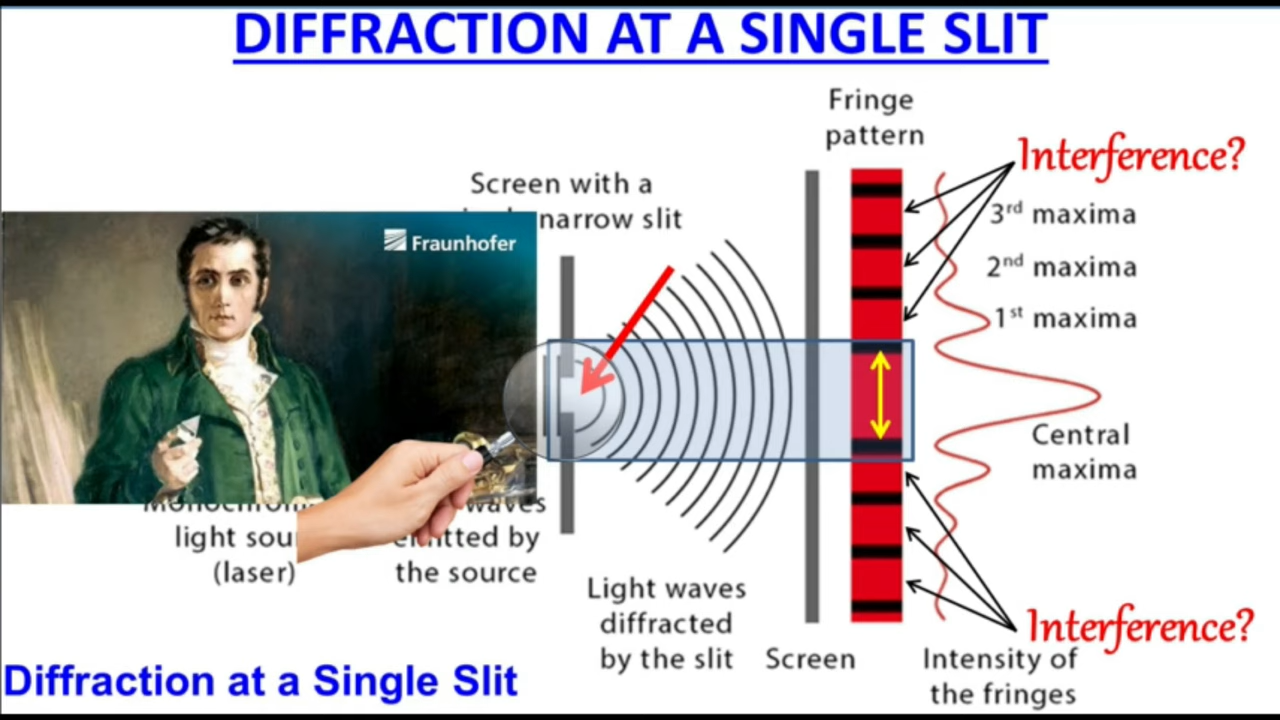 DIFFRACTION AT A SINGLE SLIT
Fringe
pattern
Interference?
Screen with a
narrow slit
3rd maxima
Fraunhofer
2nd maxima
1st maxima
Central
maxima
waves
light
emitted by
(laser)
the source
Light waves
diffracted
by the slit
Screen
Interference?
Intensity of
the fringes
Diffraction at a Single Slit